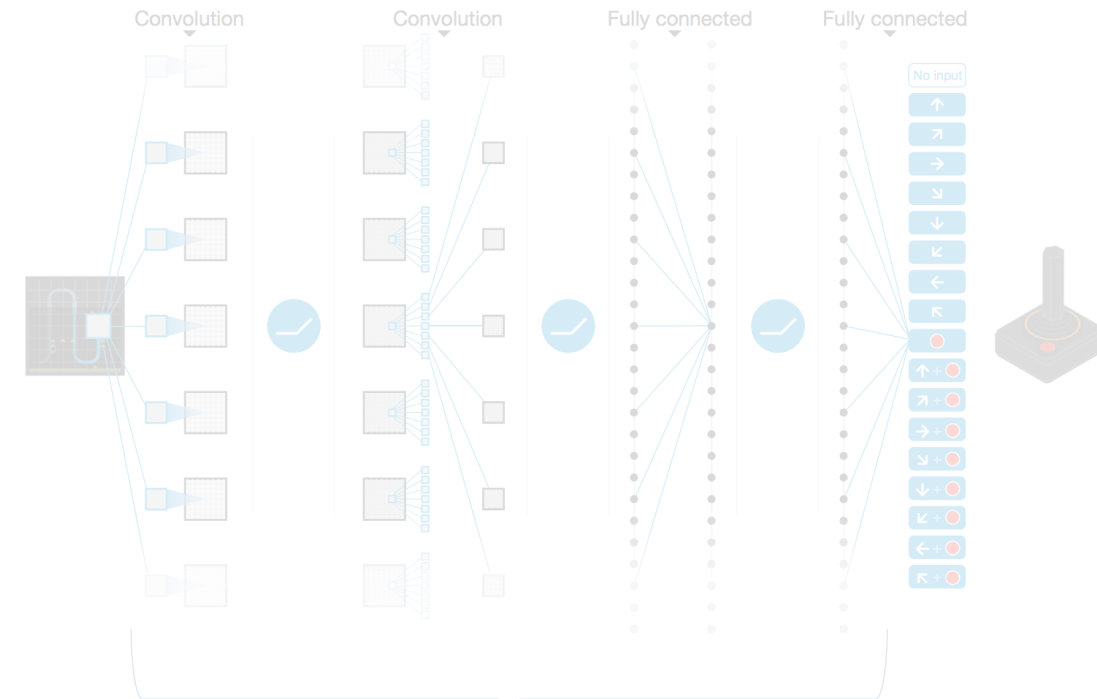 Convolution
Convolution
Fully connected
Fully connected
No input
+
+
+
+
+
+
+
+